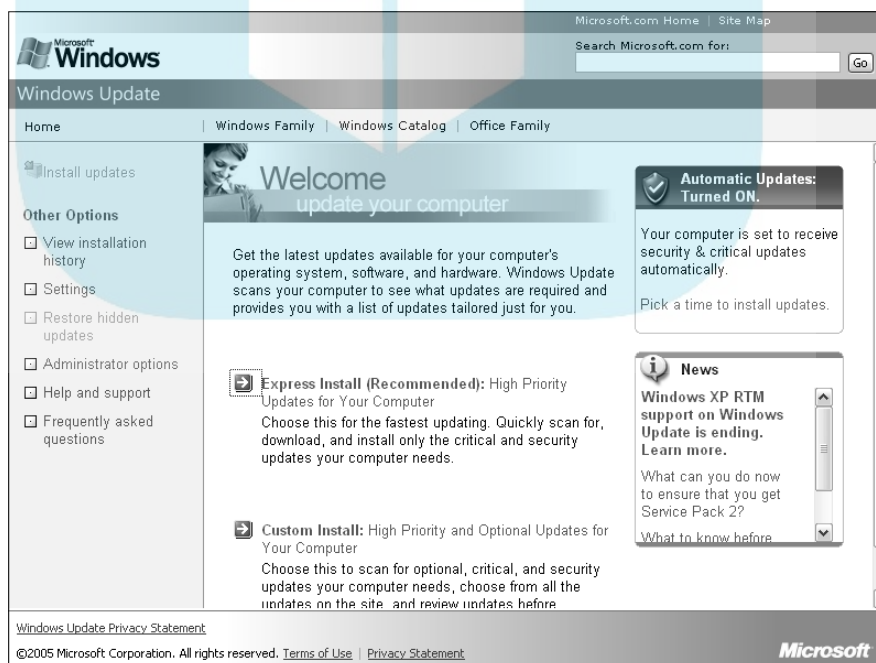 Microsoft.com Home | Site Map
Microsoft
Windows
Search Microsoft.com for:
Go
Windows Update
Home | Windows Family | Windows Catalog | Office Family
Install updates
Other Options
View installation
history
Settings
Restore hidden
updates
Administrator options
Help and support
Frequently asked
questions
Welcome
update your computer
Get the latest updates available for your computer's
operating system, software, and hardware. Windows Update
scans your computer to see what updates are required and
provides you with a list of updates tailored just for you.
Express Install (Recommended): High Priority
Updates for Your Computer
Choose this for the fastest updating. Quickly scan for,
download, and install only the critical and security
updates your computer needs.
Custom Install: High Priority and Optional Updates for
Your Computer
Choose this to scan for optional, critical, and security
updates your computer needs, choose from all the
updates on the site, and review updates before
Automatic Updates:
Turned ON.
Your computer is set to receive
security & critical updates
automatically.
Pick a time to install updates.
News
Windows XP RTM
support on Windows
Update is ending.
Learn more.
What can you do now
to ensure that you get
Service Pack 2?
What to know before
Windows Update Privacy Statement
©2005 Microsoft Corporation. All rights reserved. Terms of Use | Privacy Statement
Microsoft